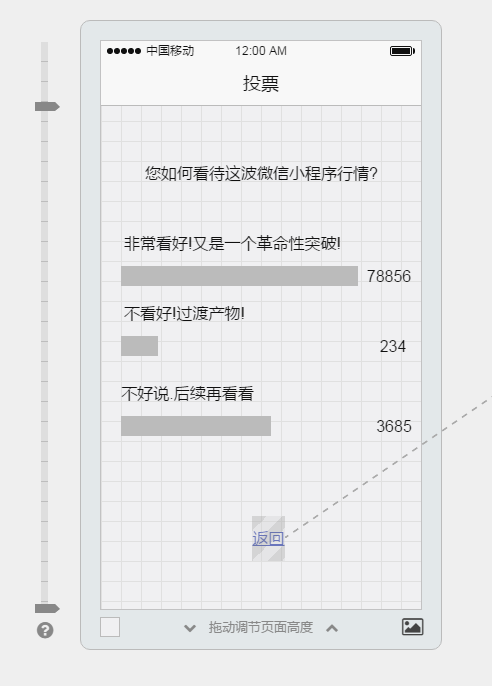 中国移动 12:00 AM
投票
您如何看待这波微信小程序行情?
非常看好!又是一个革命性突破!
78856
不看好!过渡产物!
234
不好说.后续再看看
3685
返回
拖动调节页面高度
?